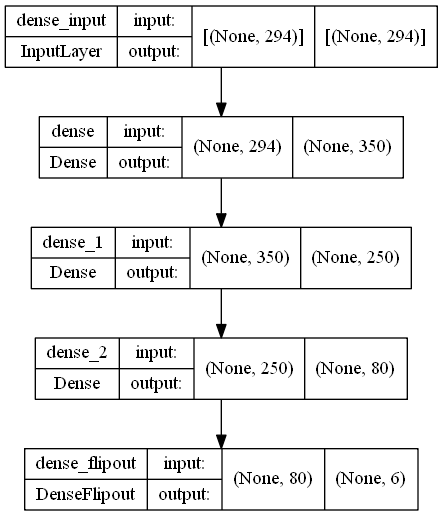 dense_input input: [(None, 294)] [(None, 294)]
InputLayer output:
dense input: (None, 294) (None, 350)
Dense output:
dense_1 input: (None, 350) (None, 250)
Dense output:
dense_2 input: (None, 250) (None, 80)
Dense output:
dense_flipout input: (None, 80) (None, 6)
DenseFlipout output: